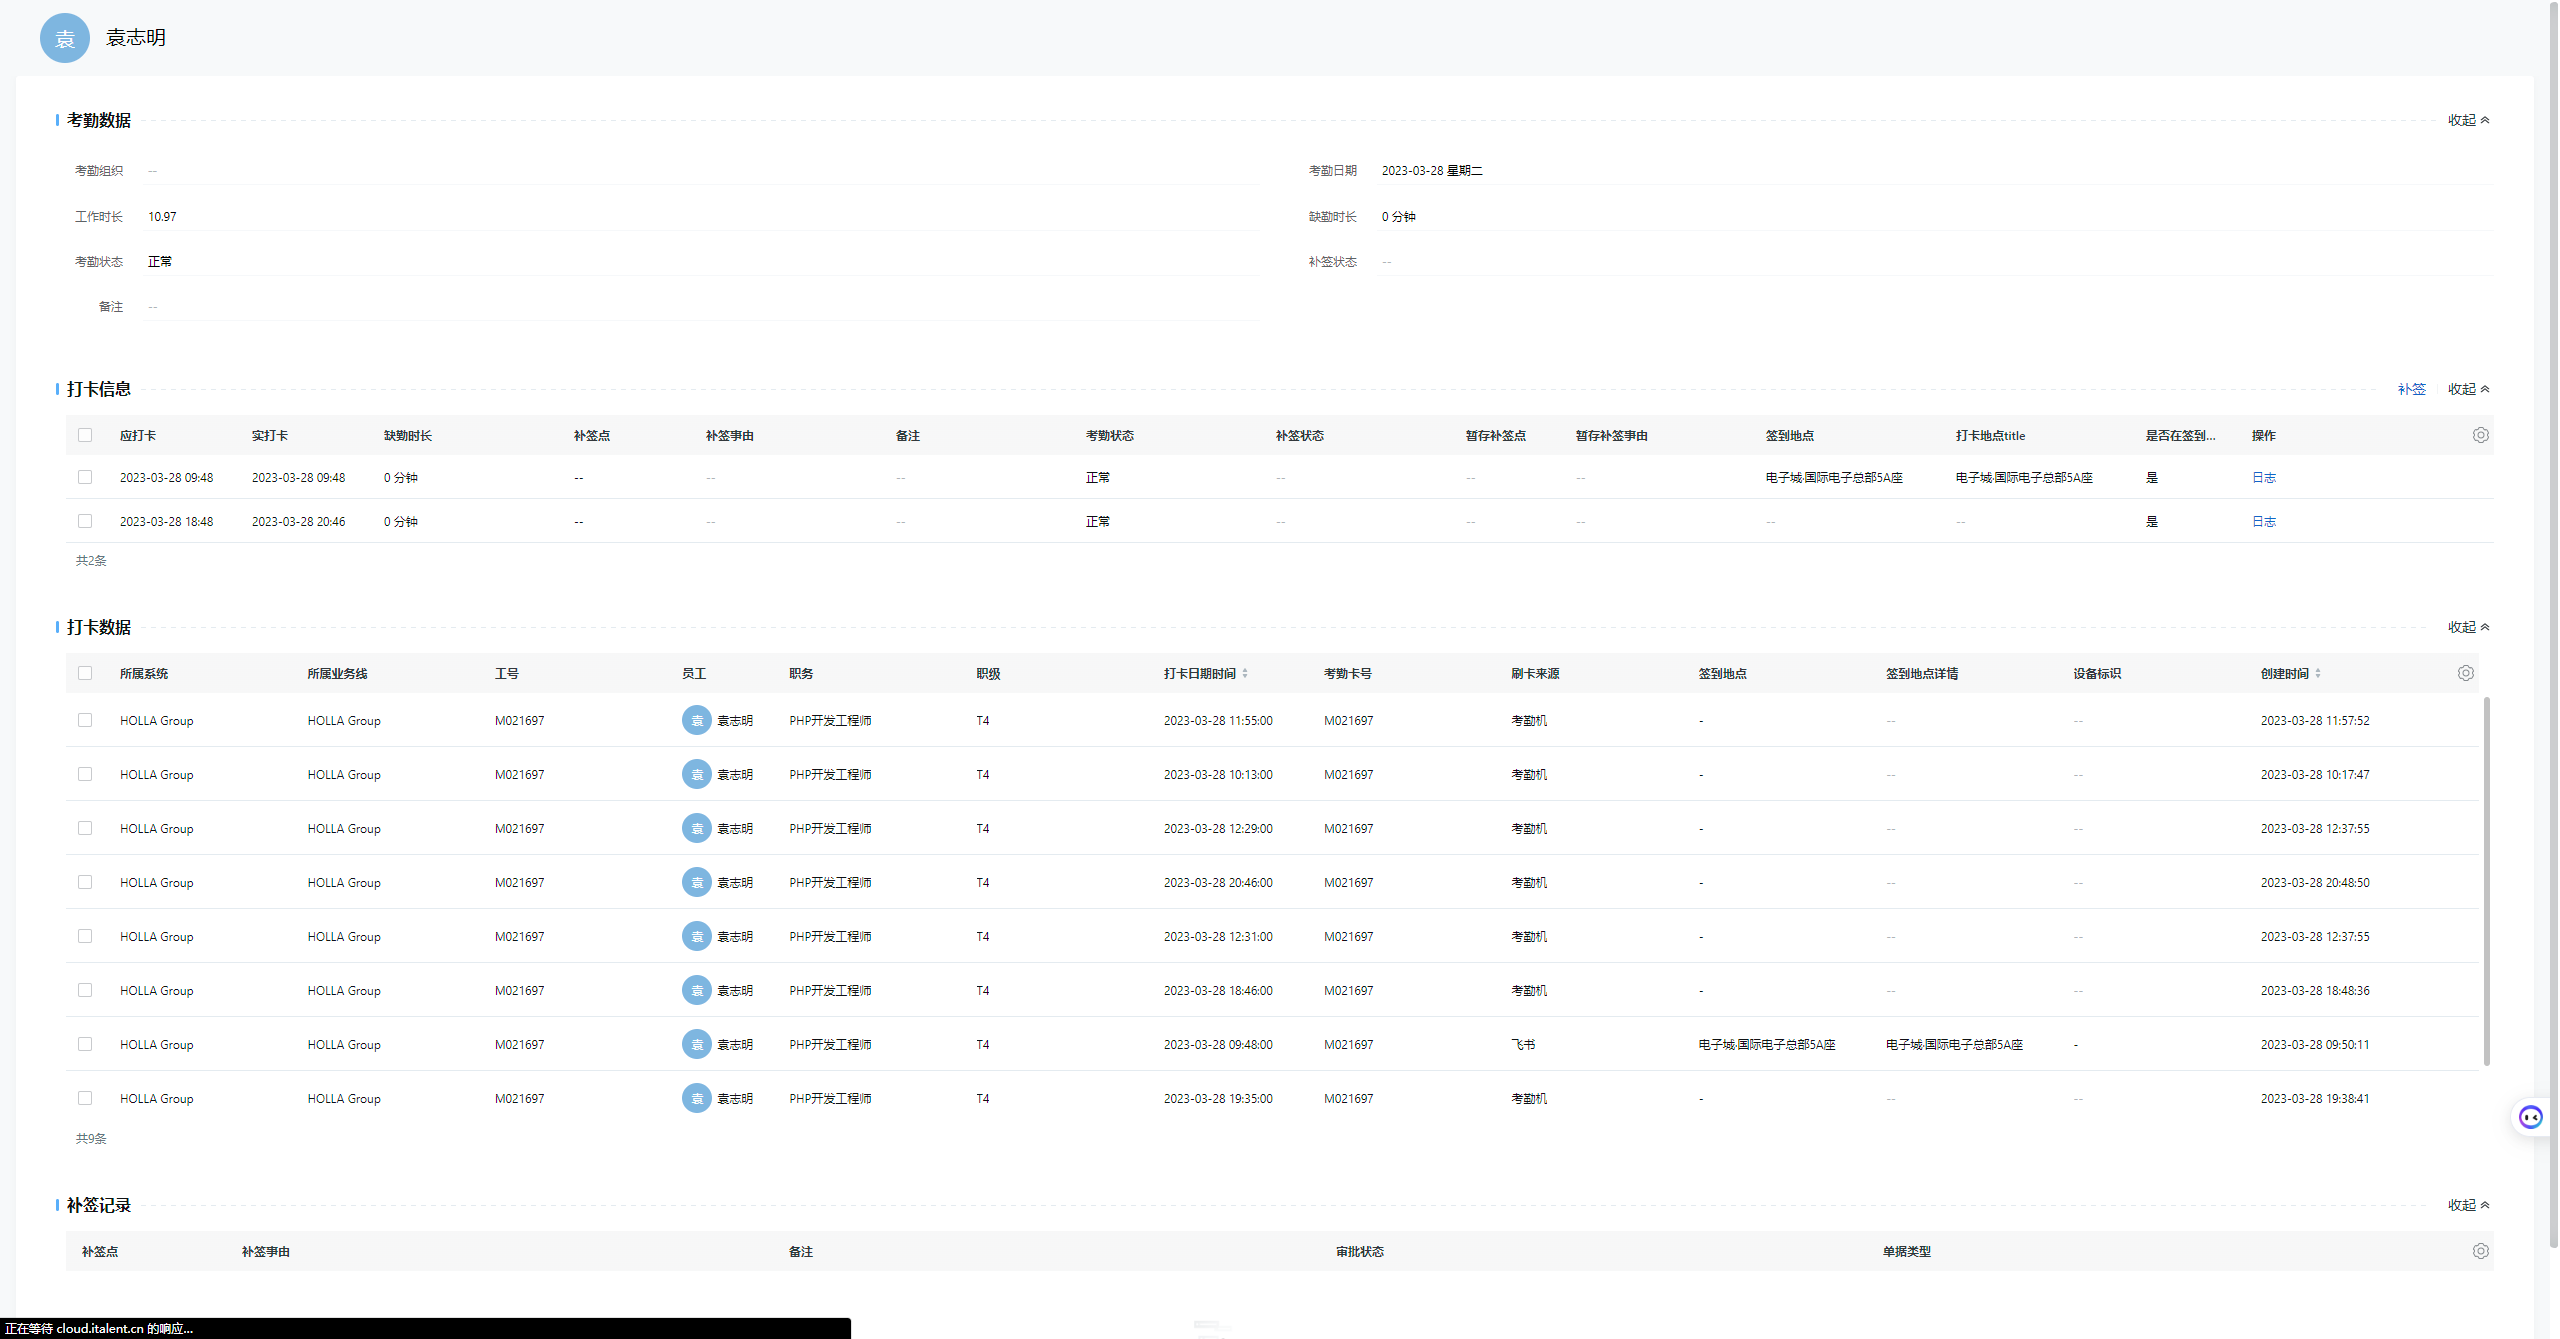 袁 袁志明
考勤数据 收起
考勤组织 -- 考勤日期 2023-03-28 星期二
工作时长 10.97 缺勤时长 0 分钟
考勤状态 正常 补签状态 --
备注 --
打卡信息 补签 收起
应打卡 实打卡 缺勤时长 补签点 补签事由 备注 考勤状态 补签状态 暂存补签点 暂存补签事由 签到地点 打卡地点title 是否在签到... 操作
2023-03-28 09:48 2023-03-28 09:48 0 分钟 -- -- -- 正常 -- -- -- 电子城·国际电子总部5A座 电子城·国际电子总部5A座 是 日志
2023-03-28 18:48 2023-03-28 20:46 0 分钟 -- -- -- 正常 -- -- -- -- -- 是 日志
共2条
打卡数据 收起
所属系统 所属业务线 工号 员工 职务 职级 打卡日期时间 考勤卡号 刷卡来源 签到地点 签到地点详情 设备标识 创建时间
HOLLA Group HOLLA Group M021697 袁 袁志明 PHP开发工程师 T4 2023-03-28 11:55:00 M021697 考勤机 - -- -- 2023-03-28 11:57:52
HOLLA Group HOLLA Group M021697 袁 袁志明 PHP开发工程师 T4 2023-03-28 10:13:00 M021697 考勤机 - -- -- 2023-03-28 10:17:47
HOLLA Group HOLLA Group M021697 袁 袁志明 PHP开发工程师 T4 2023-03-28 12:29:00 M021697 考勤机 - -- -- 2023-03-28 12:37:55
HOLLA Group HOLLA Group M021697 袁 袁志明 PHP开发工程师 T4 2023-03-28 20:46:00 M021697 考勤机 - -- -- 2023-03-28 20:48:50
HOLLA Group HOLLA Group M021697 袁 袁志明 PHP开发工程师 T4 2023-03-28 12:31:00 M021697 考勤机 - -- -- 2023-03-28 12:37:55
HOLLA Group HOLLA Group M021697 袁 袁志明 PHP开发工程师 T4 2023-03-28 18:46:00 M021697 考勤机 - -- -- 2023-03-28 18:48:36
HOLLA Group HOLLA Group M021697 袁 袁志明 PHP开发工程师 T4 2023-03-28 09:48:00 M021697 飞书 电子城·国际电子总部5A座 电子城·国际电子总部5A座 - 2023-03-28 09:50:11
HOLLA Group HOLLA Group M021697 袁 袁志明 PHP开发工程师 T4 2023-03-28 19:35:00 M021697 考勤机 - -- -- 2023-03-28 19:38:41
共9条
补签记录 收起
补签点 补签事由 备注 审批状态 单据类型
正在等待 cloud.italent.cn 的响应...